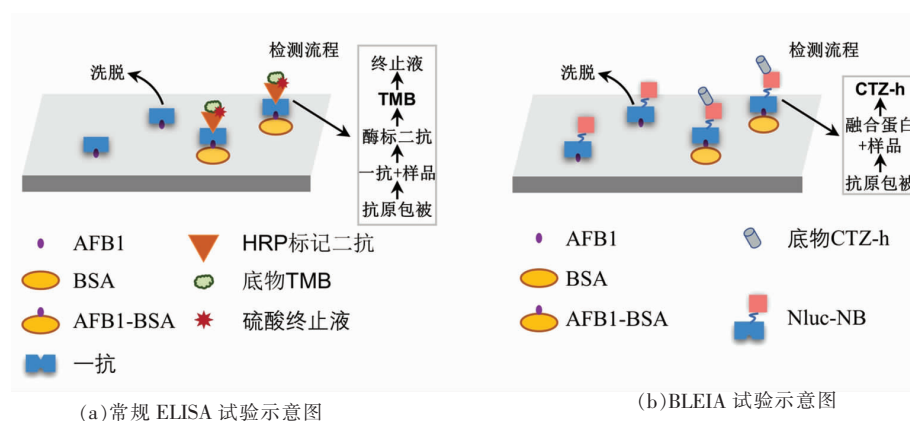 检测流程
洗脱
终止液
TMB
酶标二抗
一抗+样品
抗原包被
AFB1
HRP标记二抗
BSA
底物TMB
AFB1-BSA
硫酸终止液
一抗
(a)常规 ELISA 试验示意图
检测流程
洗脱
CTZ-h
融合蛋白
+样品
抗原包被
AFB1
底物CTZ-h
BSA
AFB1-BSA
Nluc-NB
(b)BLEIA 试验示意图